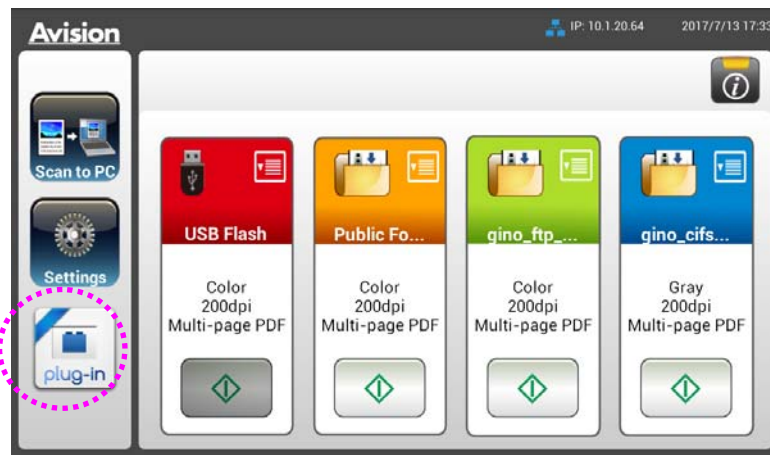 Avision
IP: 10.1.20.64
2017/7/13 17:33
Scan to PC
Settings
plug-in
USB Flash
Color
200dpi
Multi-page PDF
Public Fo...
Color
200dpi
Multi-page PDF
gino_ftp_...
Color
200dpi
Multi-page PDF
gino_cifs...
Gray
200dpi
Multi-page PDF